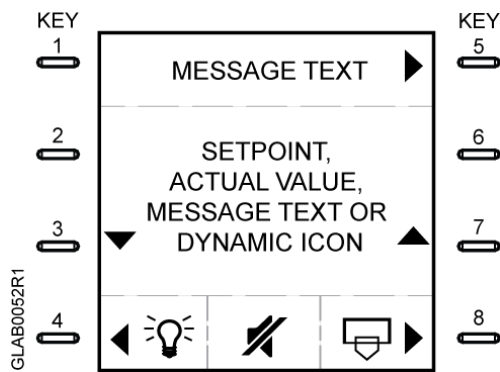 KEY
KEY
1
5
MESSAGE TEXT
2
6
SETPOINT,
ACTUAL VALUE,
MESSAGE TEXT OR
DYNAMIC ICON
3
7
4
8
GLAB0052R1